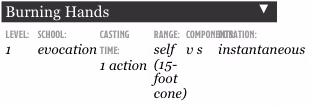 Burning Hands ▼
LEVEL: SCHOOL: CASTING TIME: RANGE: COMPONENTS: DURATION:
1 evocation 1 action self (15-foot cone) v s instantaneous